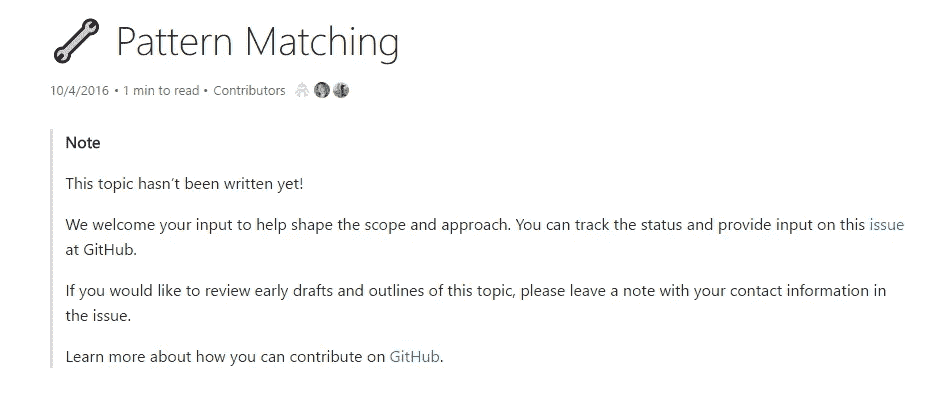 Pattern Matching
10/4/2016 • 1 min to read • Contributors
Note
This topic hasn't been written yet!
We welcome your input to help shape the scope and approach. You can track the status and provide input on this issue
at GitHub.
If you would like to review early drafts and outlines of this topic, please leave a note with your contact information in
the issue.
Learn more about how you can contribute on GitHub.